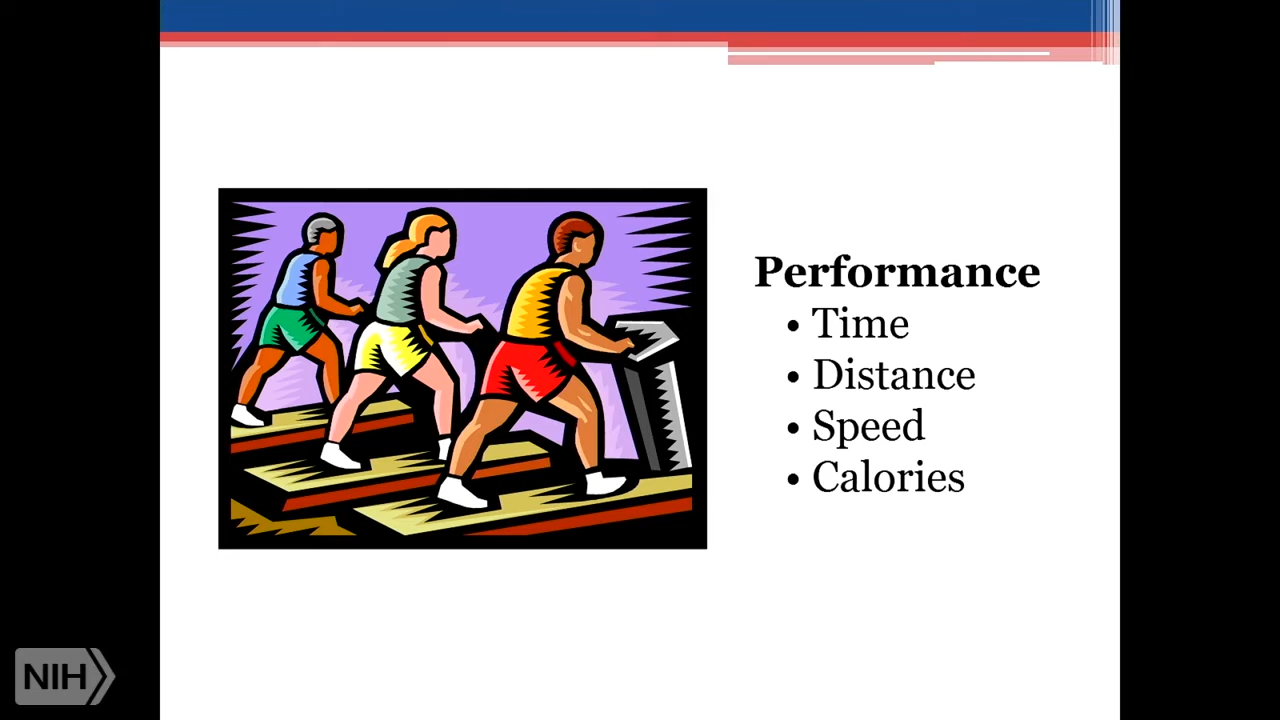 Performance
• Time
• Distance
• Speed
• Calories
NIH